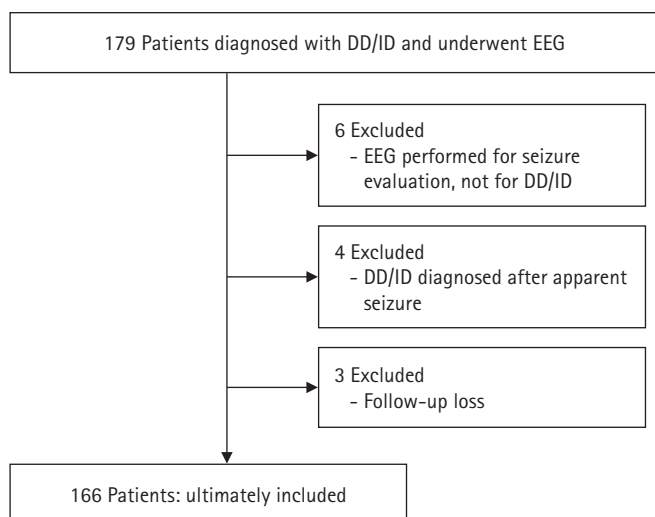 179 Patients diagnosed with DD/ID and underwent EEG
6 Excluded
- EEG performed for seizure
evaluation, not for DD/ID
4 Excluded
- DD/ID diagnosed after apparent
seizure
3 Excluded
- Follow-up loss
166 Patients: ultimately included